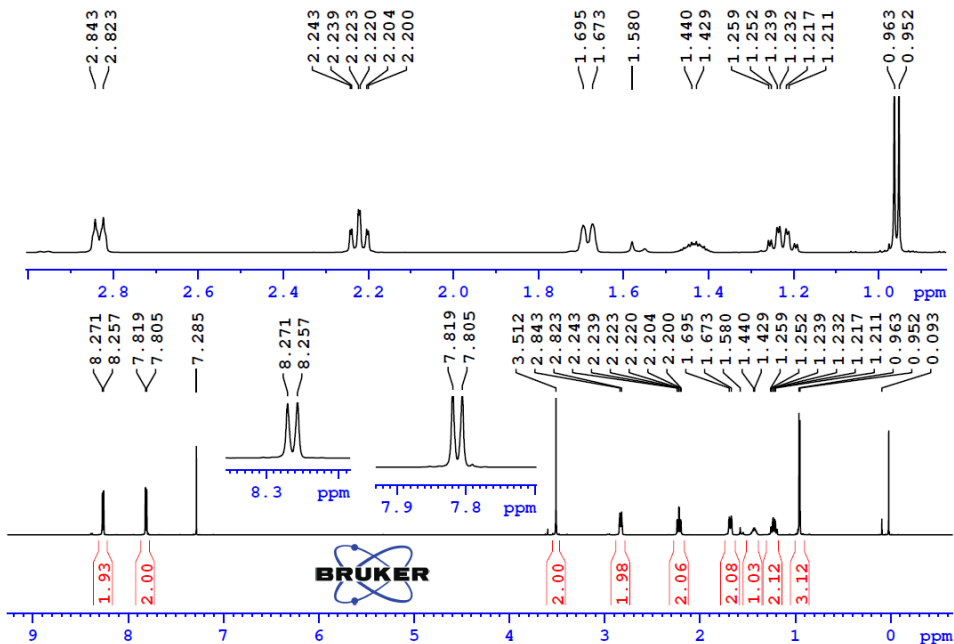 2.843 2.823 2.243 2.239 2.223 2.220 2.204 2.200 1.695 1.673 1.580 1.440 1.429 1.259 1.252 1.239 1.232 1.217 1.211 0.963 0.952
2.8 2.6 2.4 2.2 2.0 1.8 1.6 1.4 1.2 1.0 ppm
8.271 8.257 7.819 7.805 7.285 3.512 2.843 2.823 2.243 2.239 2.223 2.220 2.204 2.200 1.695 1.673 1.580 1.440 1.429 1.259 1.252 1.239 1.232 1.217 1.211 0.963 0.952 0.093
8.271 8.257
7.819 7.805
8.3 ppm
7.9 7.8 ppm
BRUKER
1.93 2.00 2.00 1.98 2.06 2.08 1.03 2.12 3.12
9 8 7 6 5 4 3 2 1 0 ppm